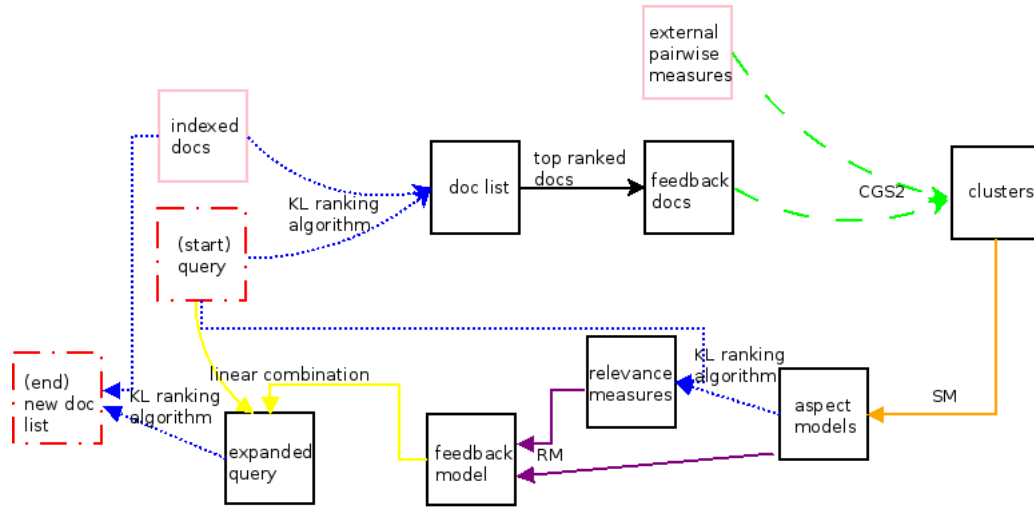 external
pairwise
measures
indexed
docs
top ranked
docs
doc list
feedback
docs
CGS2
clusters
KL ranking
algorithm
(start)
query
linear combination
relevance
measures
KL ranking
algorithm
SM
aspect
models
(end)
new doc
list
KL ranking
algorithm
expanded
query
feedback
model
RM